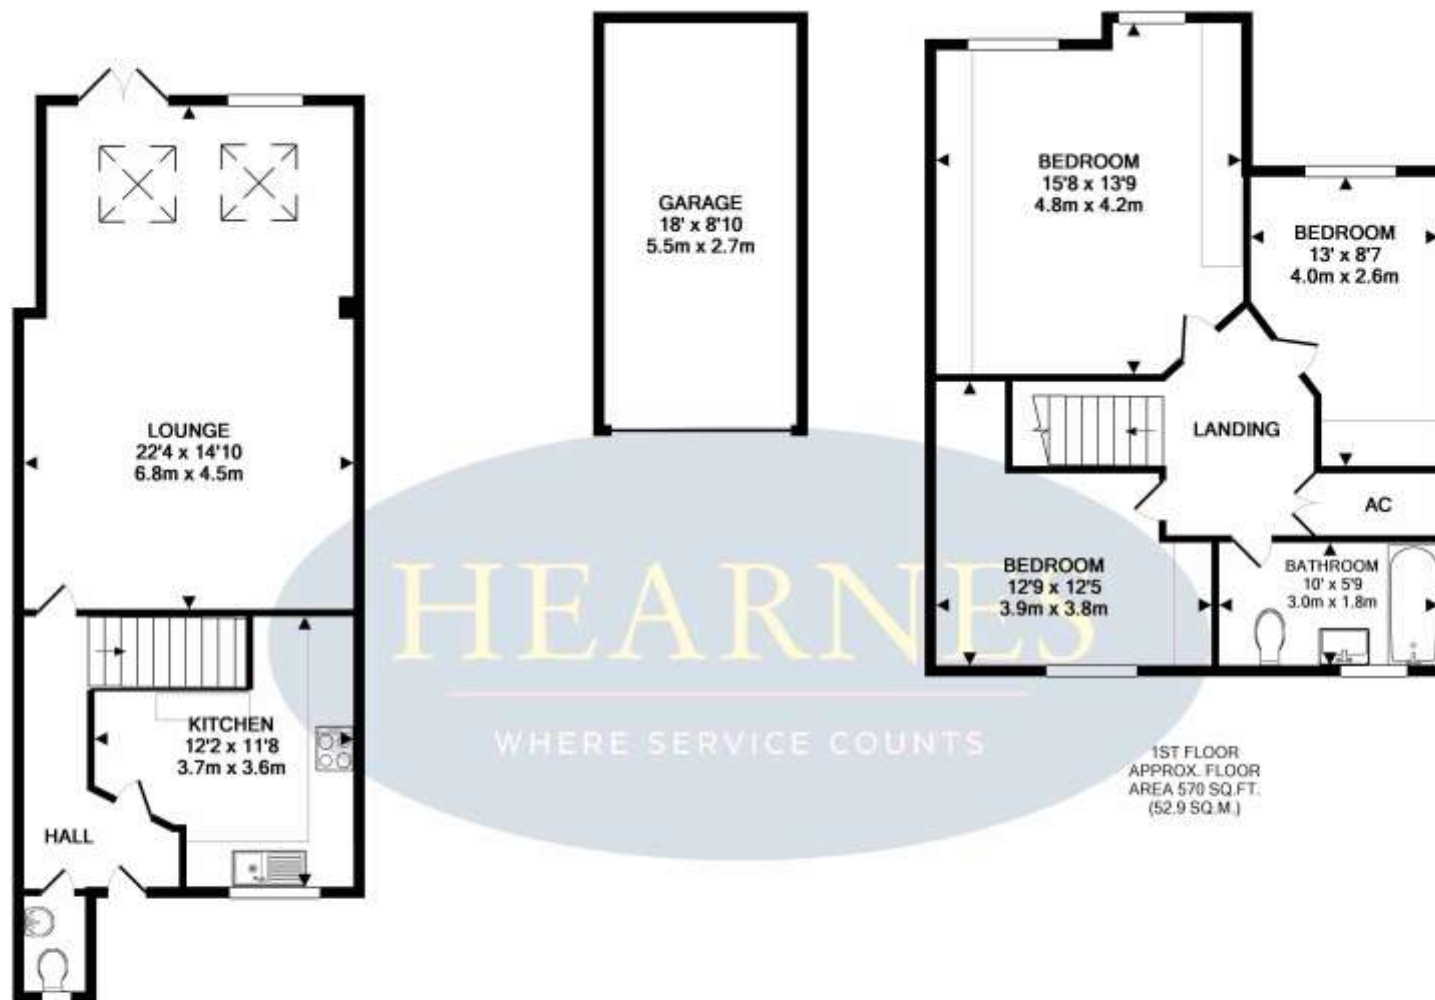 GARAGE
18' x 8'10
5.5m x 2.7m
BEDROOM
15'8 x 13'9
4.8m x 4.2m
BEDROOM
13' x 8'7
4.0m x 2.6m
LOUNGE
22'4 x 14'10
6.8m x 4.5m
LANDING
AC
BEDROOM
12'9 x 12'5
3.9m x 3.8m
BATHROOM
10' x 5'9
3.0m x 1.8m
HEARNES
WHERE SERVICE COUNTS
KITCHEN
12'2 x 11'8
3.7m x 3.6m
HALL
1ST FLOOR
APPROX. FLOOR
AREA 570 SQ.FT.
(52.9 SQ.M.)